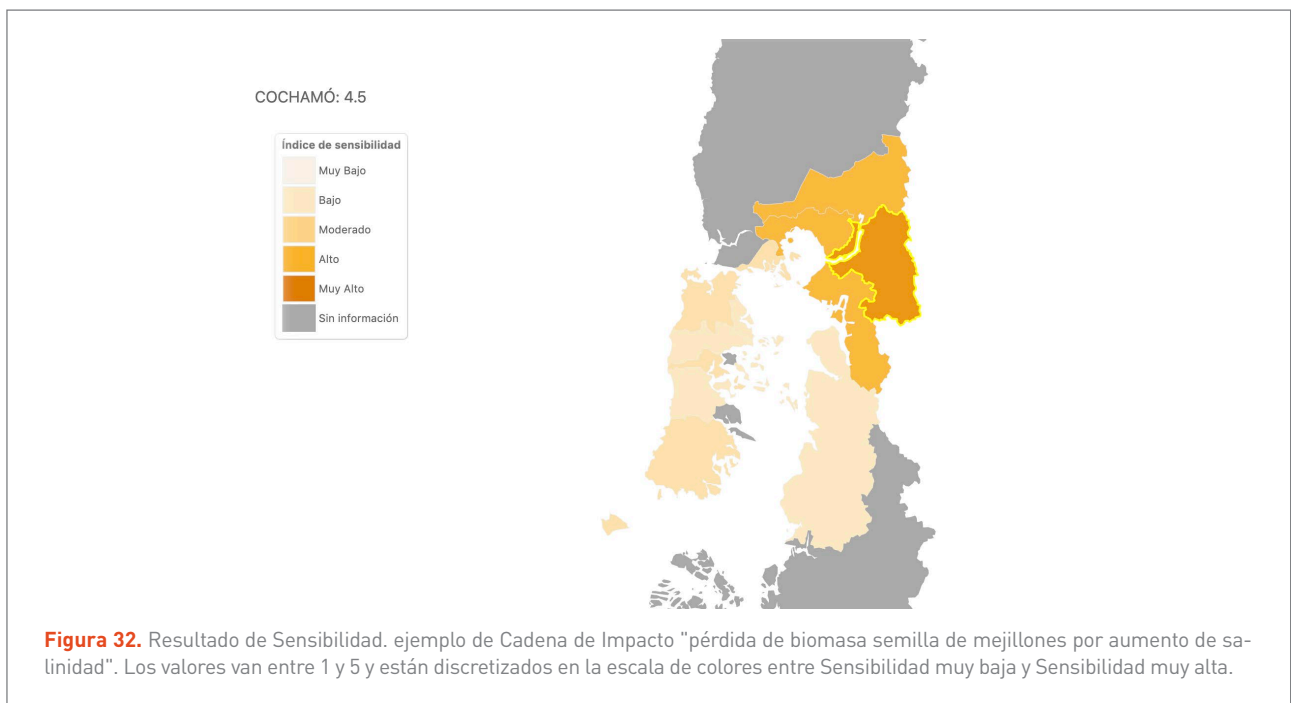 COCHAMÓ: 4.5
Índice de sensibilidad
Muy Bajo
Bajo
Moderado
Alto
Muy Alto
Sin información
Figura 32. Resultado de Sensibilidad. ejemplo de Cadena de Impacto "pérdida de biomasa semilla de mejillones por aumento de sa-
linidad". Los valores van entre 1 y 5 y están discretizados en la escala de colores entre Sensibilidad muy baja y Sensibilidad muy alta.